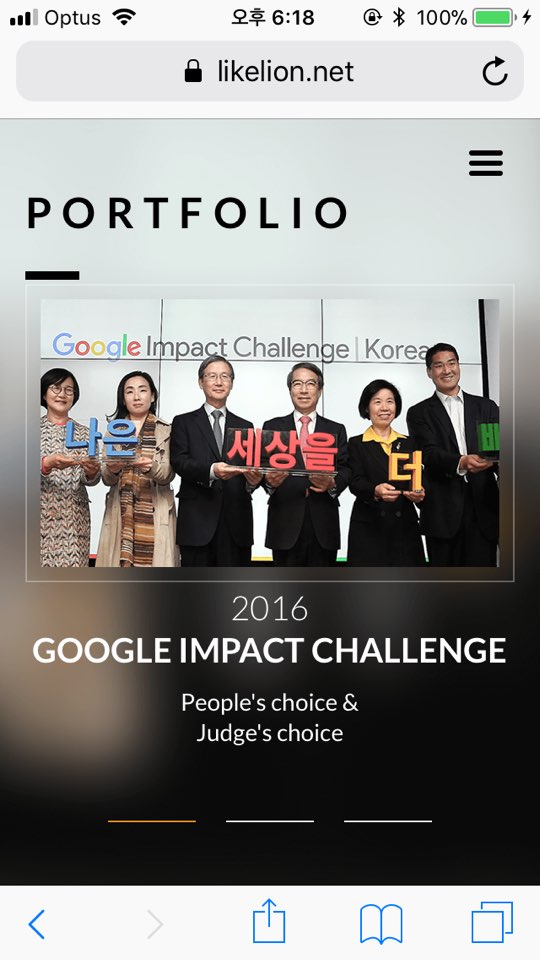 Optus 오후 6:18 100%
likelion.net
PORTFOLIO
Google Impact Challenge | Korea
나은 세상을 더
2016
GOOGLE IMPACT CHALLENGE
People's choice &
Judge's choice